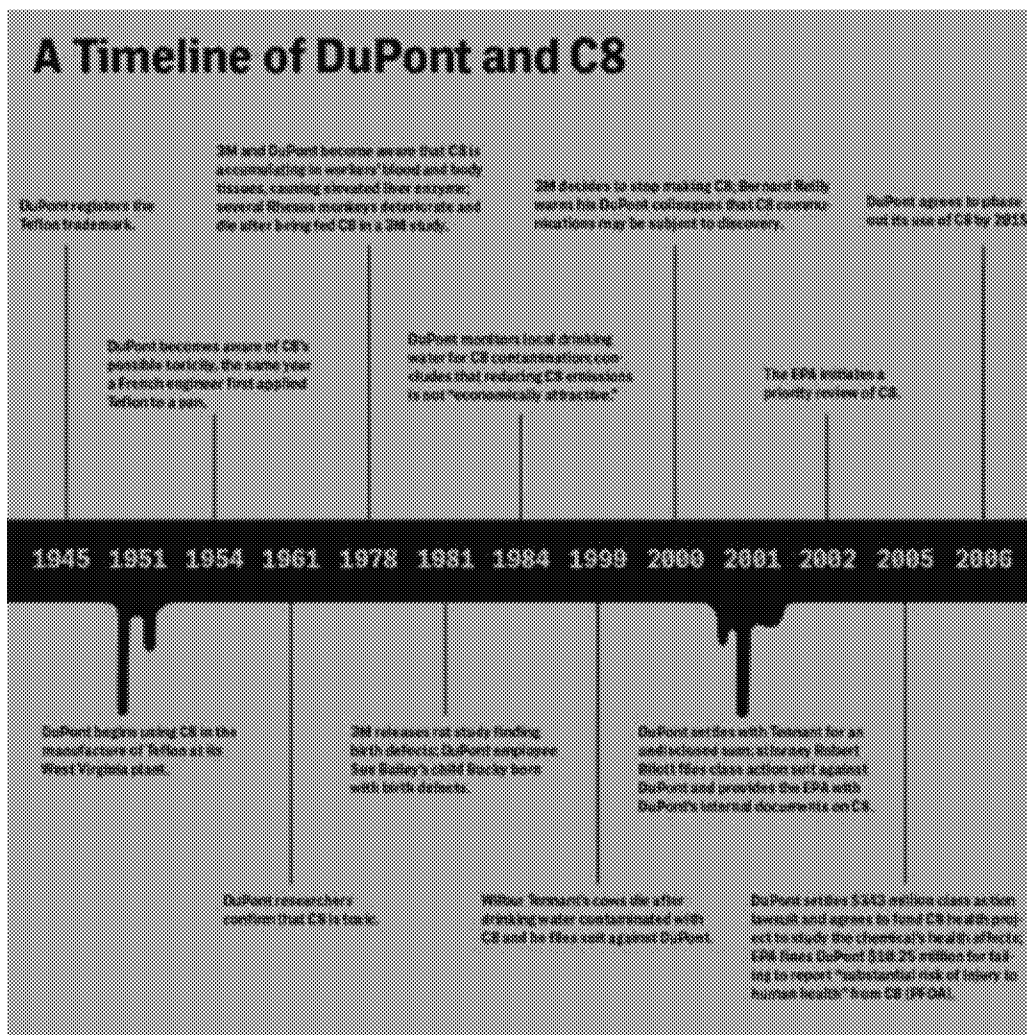 A Timeline of DuPont and C8
3M and DuPont become aware that C8 is
accumulating in workers' blood and body
tissues, causing elevated liver enzyme;
several Rhesus monkeys deteriorate and
die after being fed C8 in a 3M study.
3M decides to stop making C8; Bernard Reilly
warns his DuPont colleagues that C8 commu-
nications may be subject to discovery.
DuPont registers the
Teflon trademark.
DuPont agrees to phase
out its use of C8 by 2015
DuPont becomes aware of C8's
possible toxicity, the same year
a French engineer first applied
Teflon to a pan.
DuPont monitors local drinking
water for C8 contamination con-
cludes that reducing C8 emissions
is not "economically attractive."
The EPA initiates a
priority review of C8.
1945 1951 1954 1961 1978 1981 1984 1999 2000 2001 2002 2005 2006
DuPont begins using C8 in the
manufacture of Teflon at its
West Virginia plant.
3M releases rat study finding
birth defects; DuPont employee
Sue Bailey's child Bucky born
with birth defects.
DuPont settles with Tennant for an
undisclosed sum; attorney Robert
Bilott files class action suit against
DuPont and provides the EPA with
DuPont's internal documents on C8.
DuPont researchers
confirm that C8 is toxic.
Wilbur Tennant's cows die after
drinking water contaminated with
C8 and he files suit against DuPont.
DuPont settles $343 million class action
lawsuit and agrees to fund C8 health proj-
ect to study the chemical's health affects;
EPA fines DuPont $10.25 million for fail-
ing to report "substantial risk of injury to
human health" from C8 (PFOA).